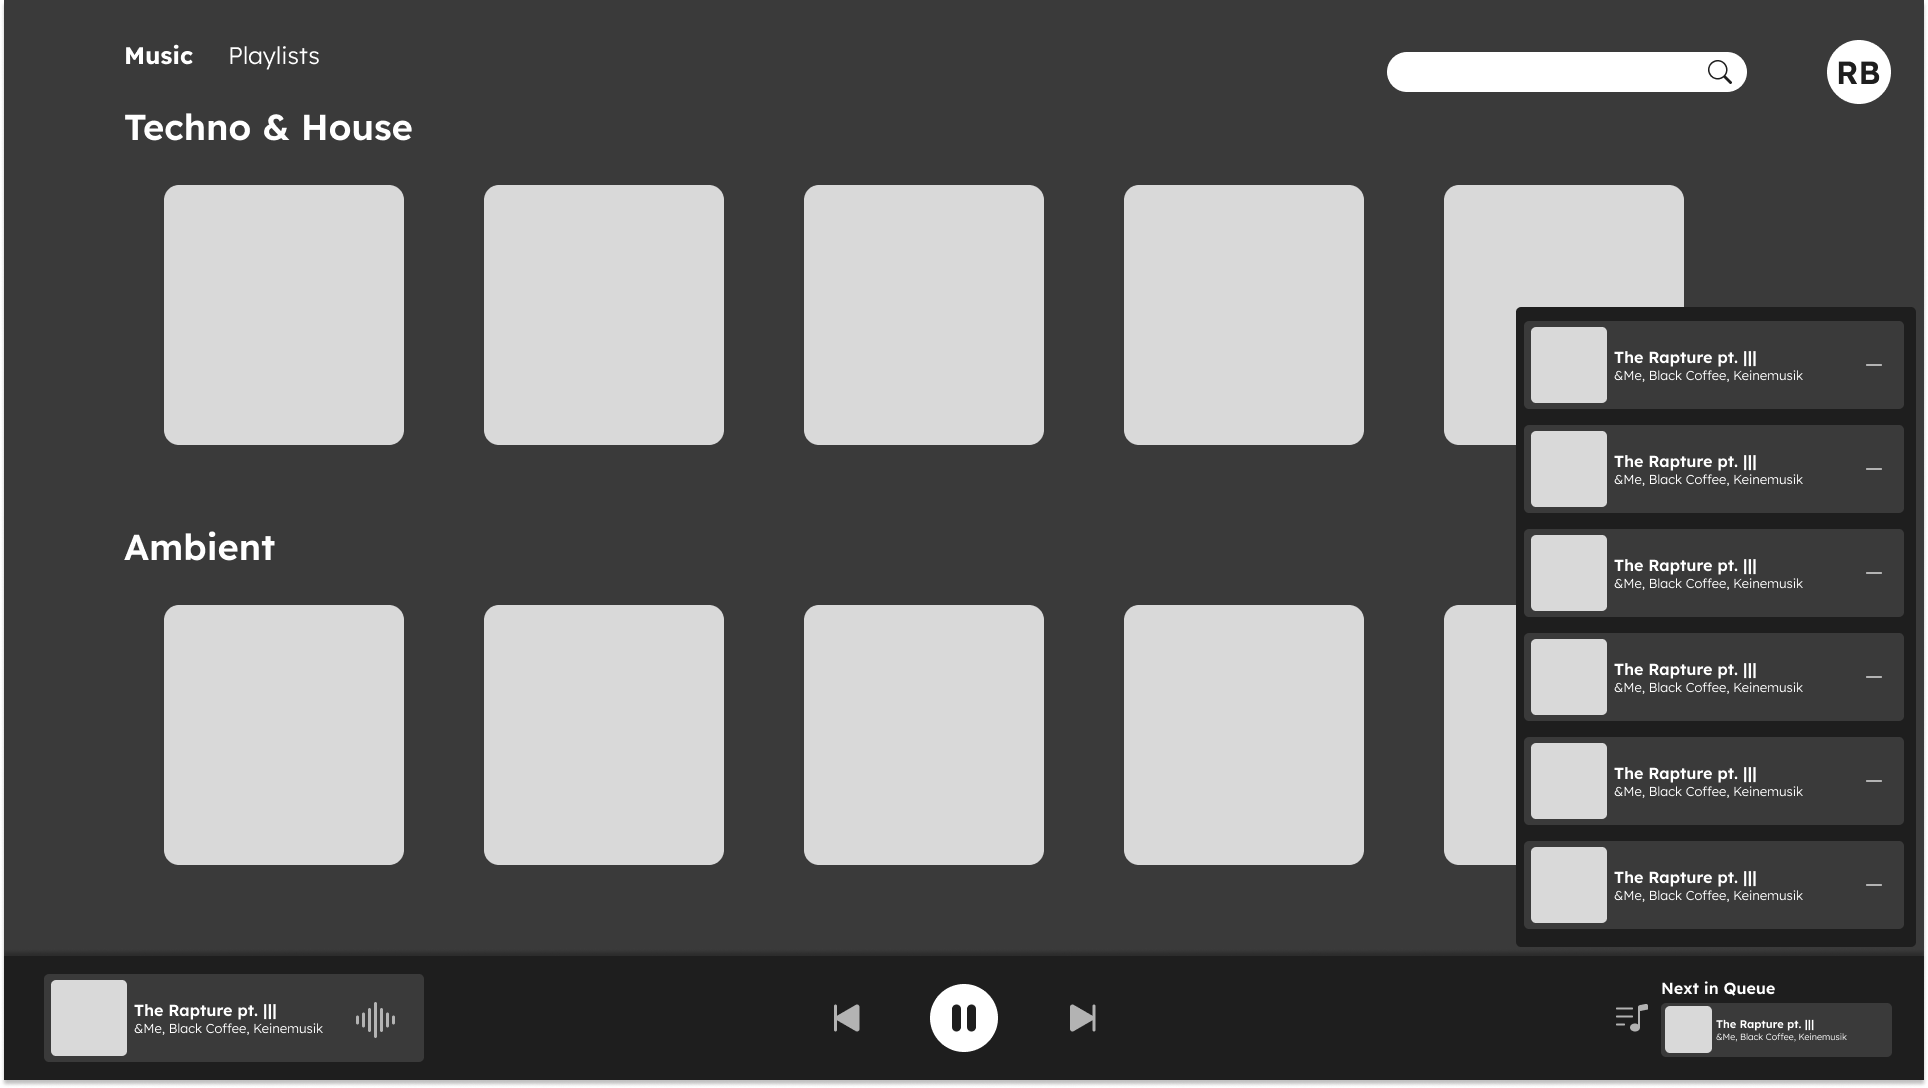 Music
Playlists
RB
Techno & House
Ambient
The Rapture pt. |||
&Me, Black Coffee, Keinemusik
The Rapture pt. |||
&Me, Black Coffee, Keinemusik
The Rapture pt. |||
&Me, Black Coffee, Keinemusik
The Rapture pt. |||
&Me, Black Coffee, Keinemusik
The Rapture pt. |||
&Me, Black Coffee, Keinemusik
The Rapture pt. |||
&Me, Black Coffee, Keinemusik
The Rapture pt. |||
&Me, Black Coffee, Keinemusik
Next in Queue
The Rapture pt. |||
&Me, Black Coffee, Keinemusik